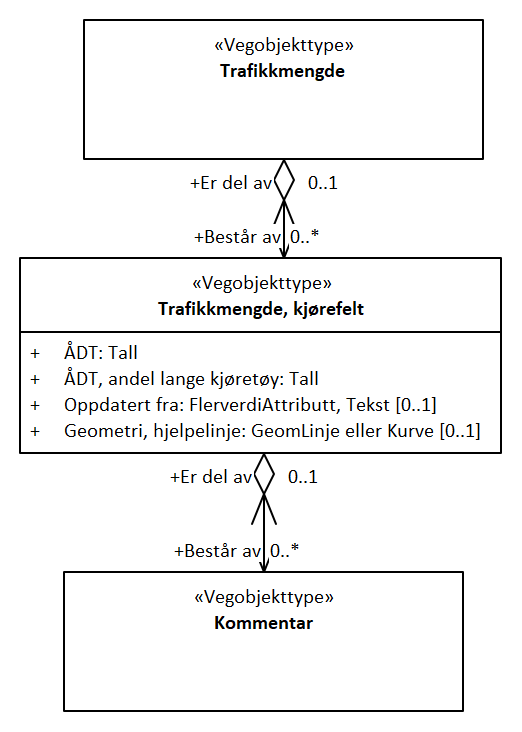 «Vegobjekttype»
Trafikkmengde
+Er del av 0..1
+Består av 0..*
«Vegobjekttype»
Trafikkmengde, kjørefelt
+ ÅDT: Tall
+ ÅDT, andel lange kjøretøy: Tall
+ Oppdatert fra: FlerverdiAttributt, Tekst [0..1]
+ Geometri, hjelpelinje: GeomLinje eller Kurve [0..1]
+Er del av 0..1
+Består av 0..*
«Vegobjekttype»
Kommentar